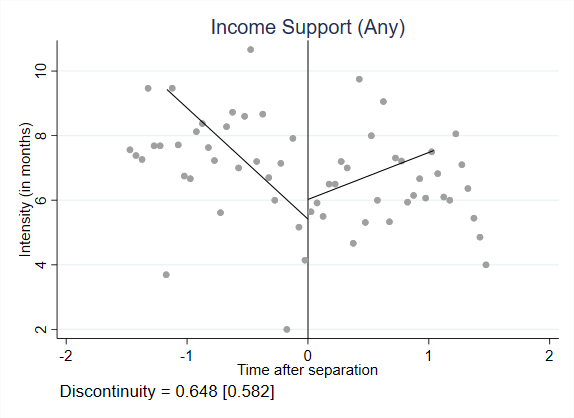 Income Support (Any)
Intensity (in months)
10
8
6
4
2
-2 -1 0 1 2
Time after separation
Discontinuity = 0.648 [0.582]